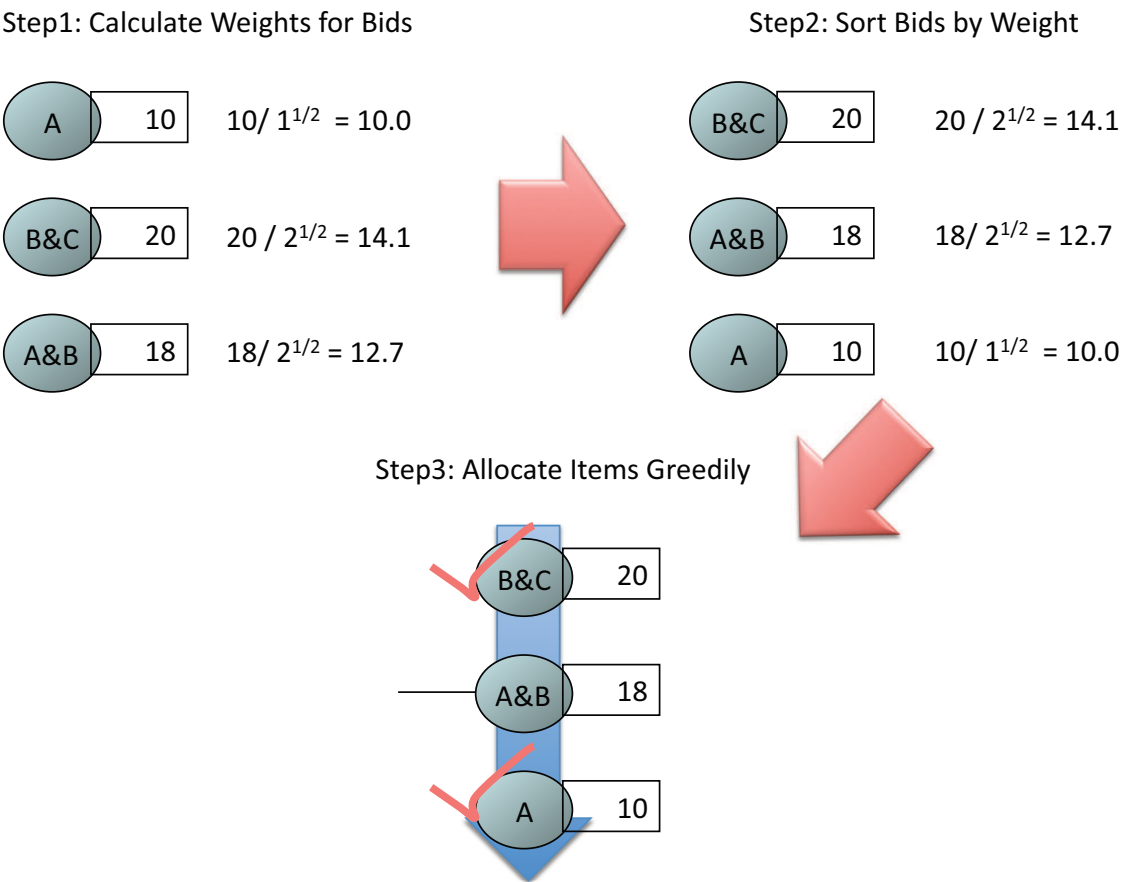 Step1: Calculate Weights for Bids
A 10 10/ 1^{1/2} = 10.0
B&C 20 20 / 2^{1/2} = 14.1
A&B 18 18/ 2^{1/2} = 12.7
Step2: Sort Bids by Weight
B&C 20 20 / 2^{1/2} = 14.1
A&B 18 18/ 2^{1/2} = 12.7
A 10 10/ 1^{1/2} = 10.0
Step3: Allocate Items Greedily
B&C 20
A&B 18
A 10